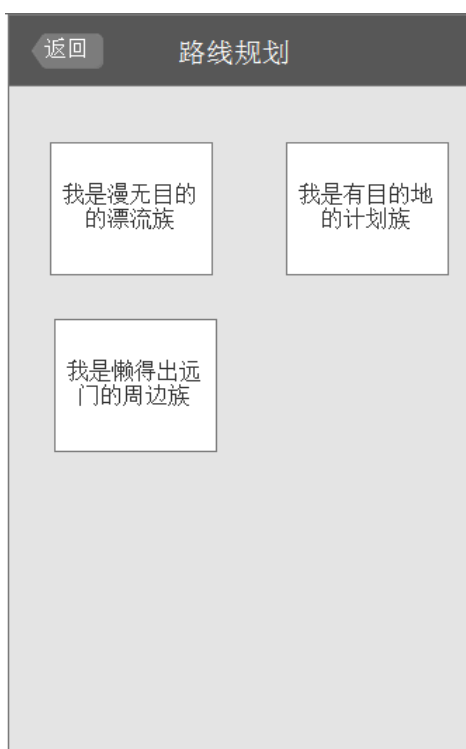 返回
路线规划
我是漫无目的
的漂流族
我是有目的地
的计划族
我是懒得出远
门的周边族